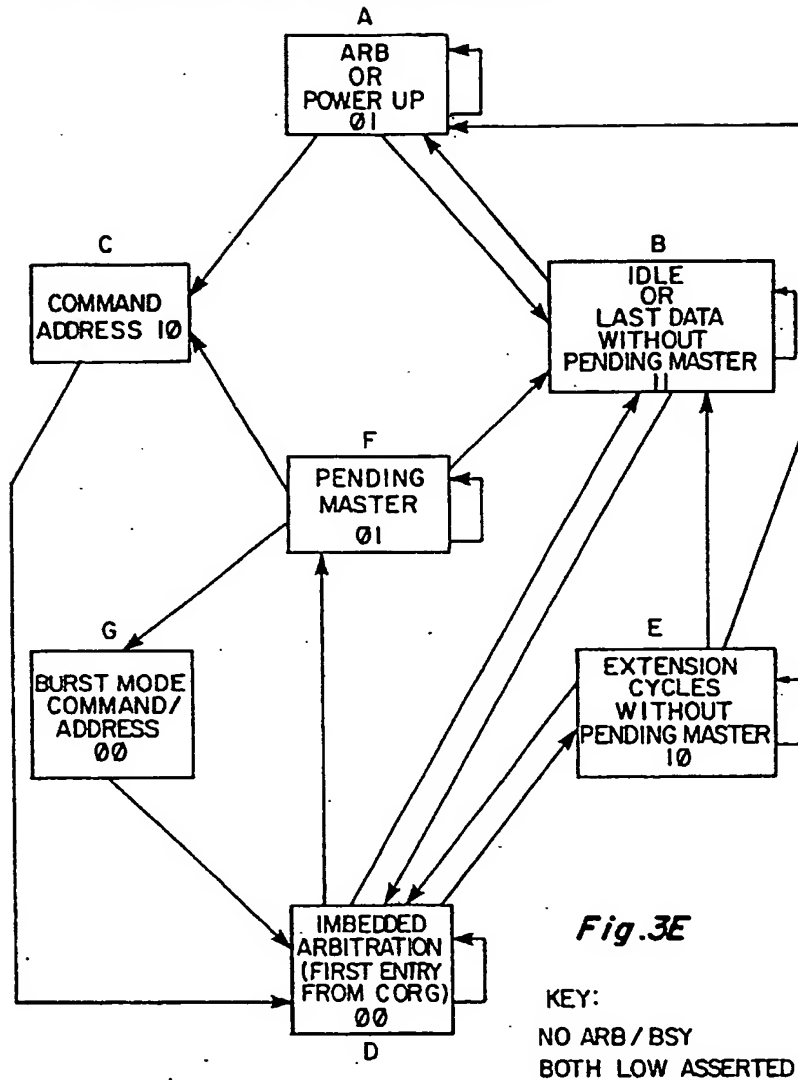 A
ARB
OR
POWER UP
Ø1
C
COMMAND
ADDRESS 1Ø
B
IDLE
OR
LAST DATA
WITHOUT
PENDING MASTER
11
F
PENDING
MASTER
Ø1
G
BURST MODE
COMMAND/
ADDRESS
ØØ
E
EXTENSION
CYCLES
WITHOUT
PENDING MASTER
1Ø
IMBEDDED
ARBITRATION
(FIRST ENTRY
FROM C OR G)
ØØ
D
Fig.3E
KEY:
NO ARB/BSY
BOTH LOW ASSERTED